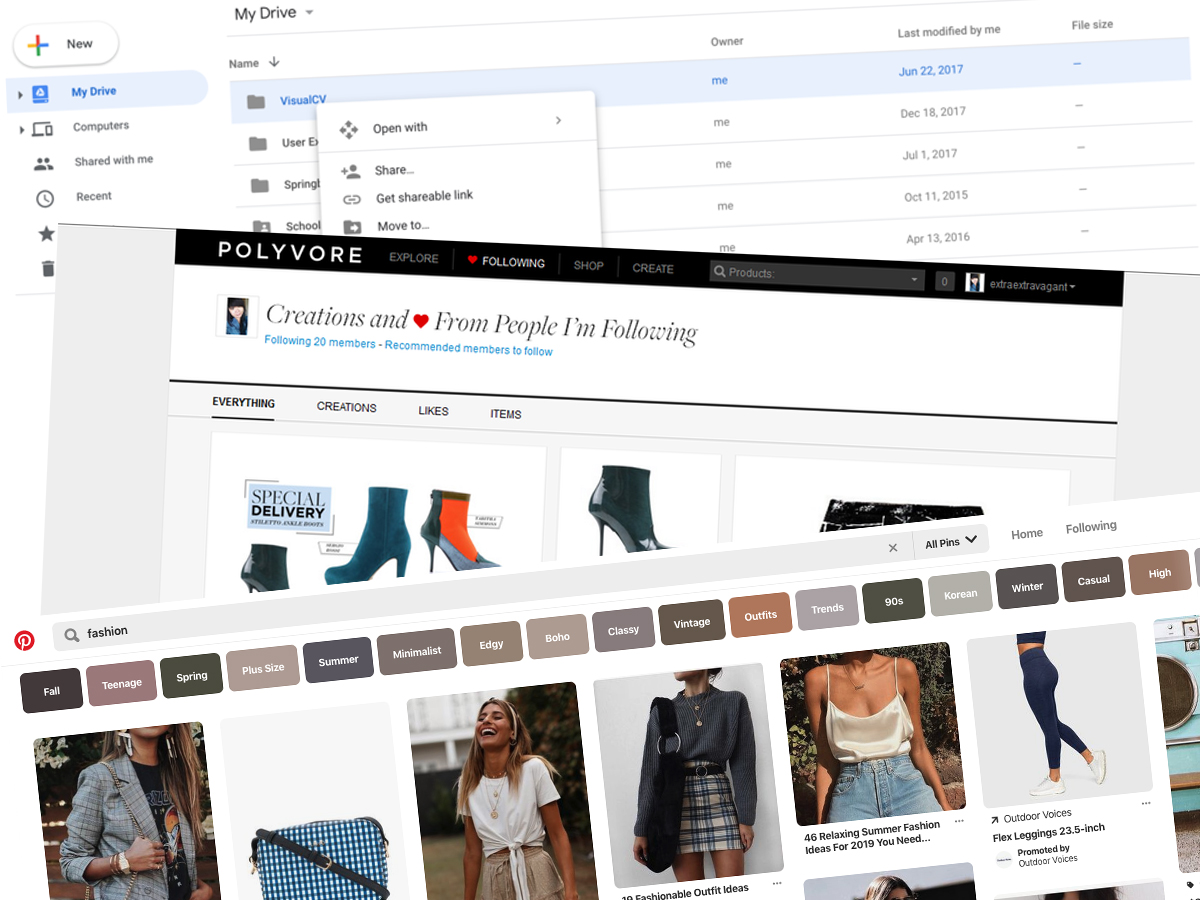 My Drive
New
Name
Owner
Last modified by me
File size
My Drive
VisualCV
me
Jun 22, 2017
–
Computers
Open with
User Ex
me
Dec 18, 2017
–
Shared with me
Share...
me
Jul 1, 2017
–
Recent
Get shareable link
me
Oct 11, 2015
–
School
Move to...
me
Apr 13, 2016
–
POLYVORE
EXPLORE
FOLLOWING
SHOP
CREATE
Products:
0
extraextravagant
Creations and ♥ From People I'm Following
Following 20 members - Recommended members to follow
EVERYTHING
CREATIONS
LIKES
ITEMS
SPECIAL
DELIVERY
STILETTO ANKLE BOOTS
fashion
All Pins
Home
Following
Fall
Teenage
Spring
Plus Size
Summer
Minimalist
Edgy
Boho
Classy
Vintage
Outfits
Trends
90s
Korean
Winter
Casual
High
19 Fashionable Outfit Ideas
46 Relaxing Summer Fashion
Ideas For 2019 You Need...
Outdoor Voices
Flex Leggings 23.5-inch
Promoted by
Outdoor Voices